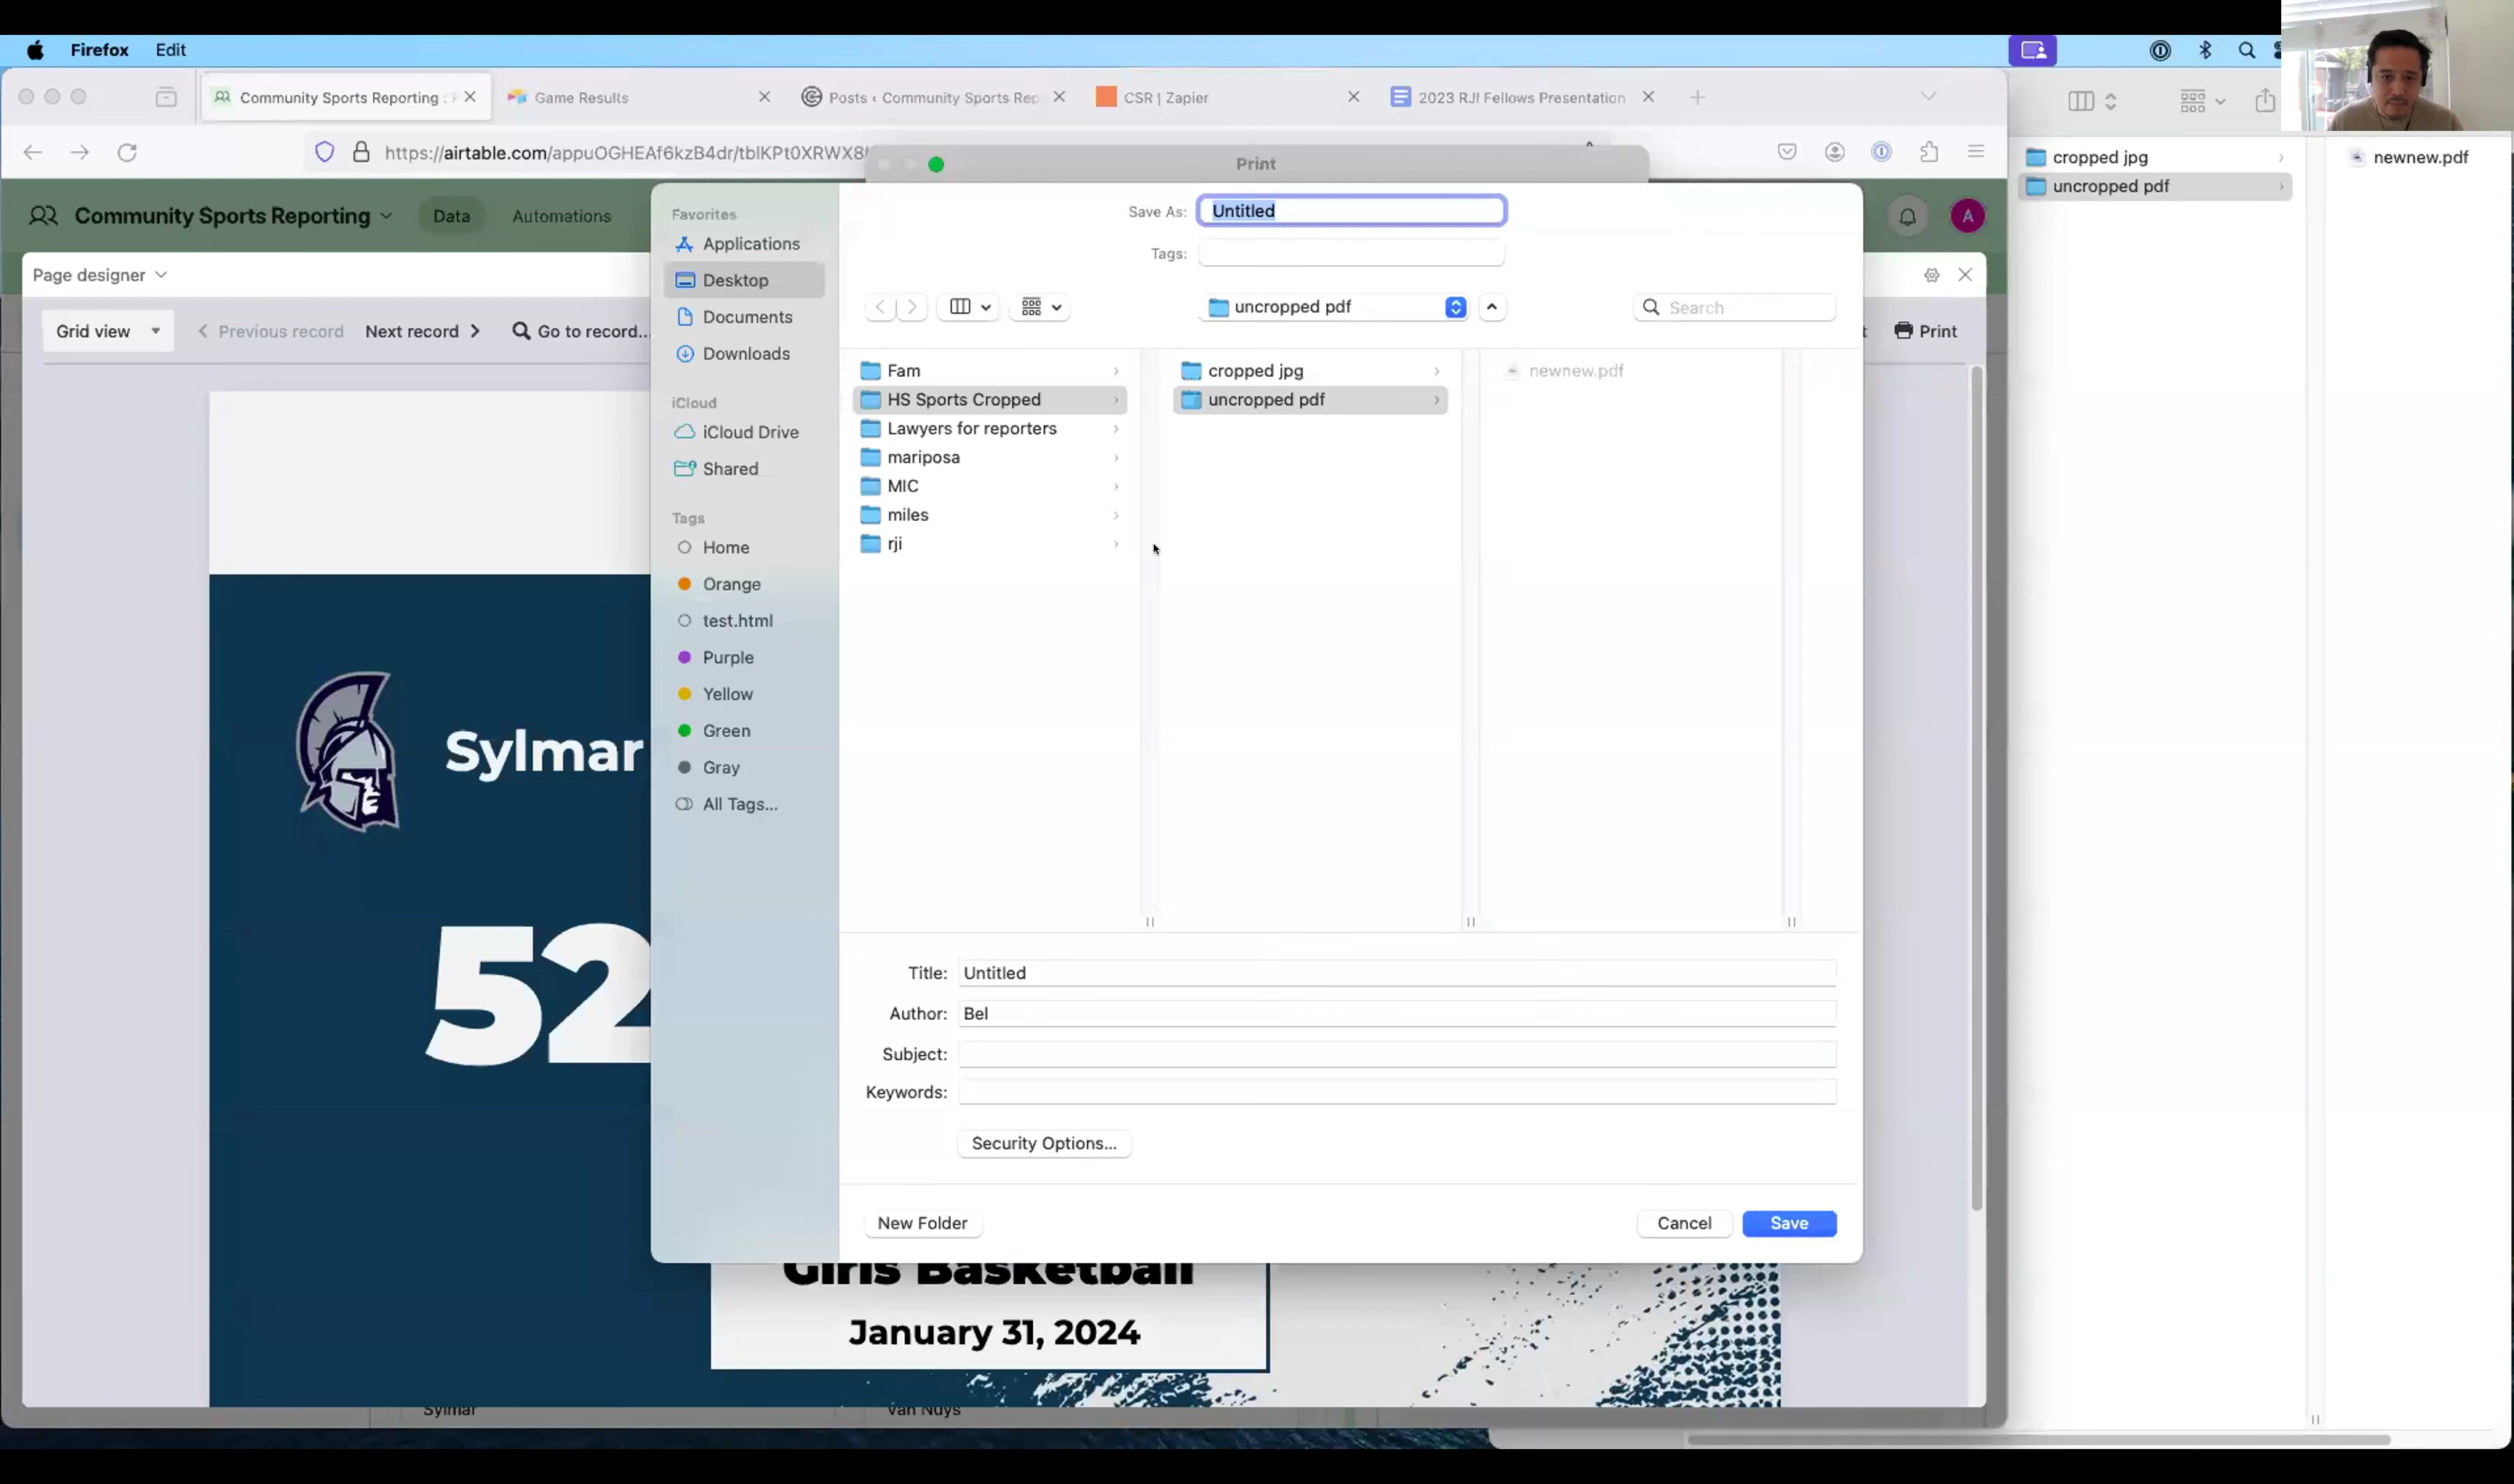 Firefox Edit
Community Sports Reporting : F
Game Results
Posts ‹ Community Sports Rep
CSR | Zapier
2023 RJI Fellows Presentation
https://airtable.com/appuOGHEAf6kzB4dr/tblKPt0XRWX8
Print
cropped jpg
newnew.pdf
uncropped pdf
Community Sports Reporting
Data
Automations
A
Page designer
Grid view
Previous record
Next record
Go to record...
Print
Favorites
Applications
Desktop
Documents
Downloads
iCloud
iCloud Drive
Shared
Tags
Home
Orange
test.html
Purple
Yellow
Green
Gray
All Tags...
Save As: Untitled
Tags:
uncropped pdf
Search
Fam
HS Sports Cropped
Lawyers for reporters
mariposa
MIC
miles
rji
cropped jpg
uncropped pdf
newnew.pdf
Title: Untitled
Author: Bel
Subject:
Keywords:
Security Options...
New Folder
Cancel
Save
Sylmar
52
Girls Basketball
January 31, 2024
Sylmar
Van Nuys